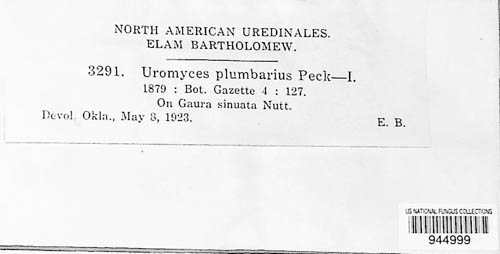 NORTH AMERICAN UREDINALES.
ELAM BARTHOLOMEW.
3291. Uromyces plumbarius Peck—I.
1879 : Bot. Gazette 4 : 127.
On Gaura sinuata Nutt.
Devol, Okla., May 8, 1923.
E. B.
US NATIONAL FUNGUS COLLECTIONS
944999